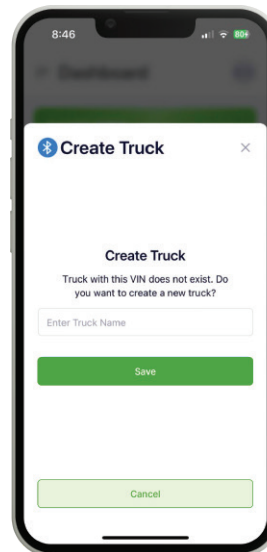 8:46
80+
Dashboard
Create Truck
Create Truck
Truck with this VIN does not exist. Do
you want to create a new truck?
Enter Truck Name
Save
Cancel